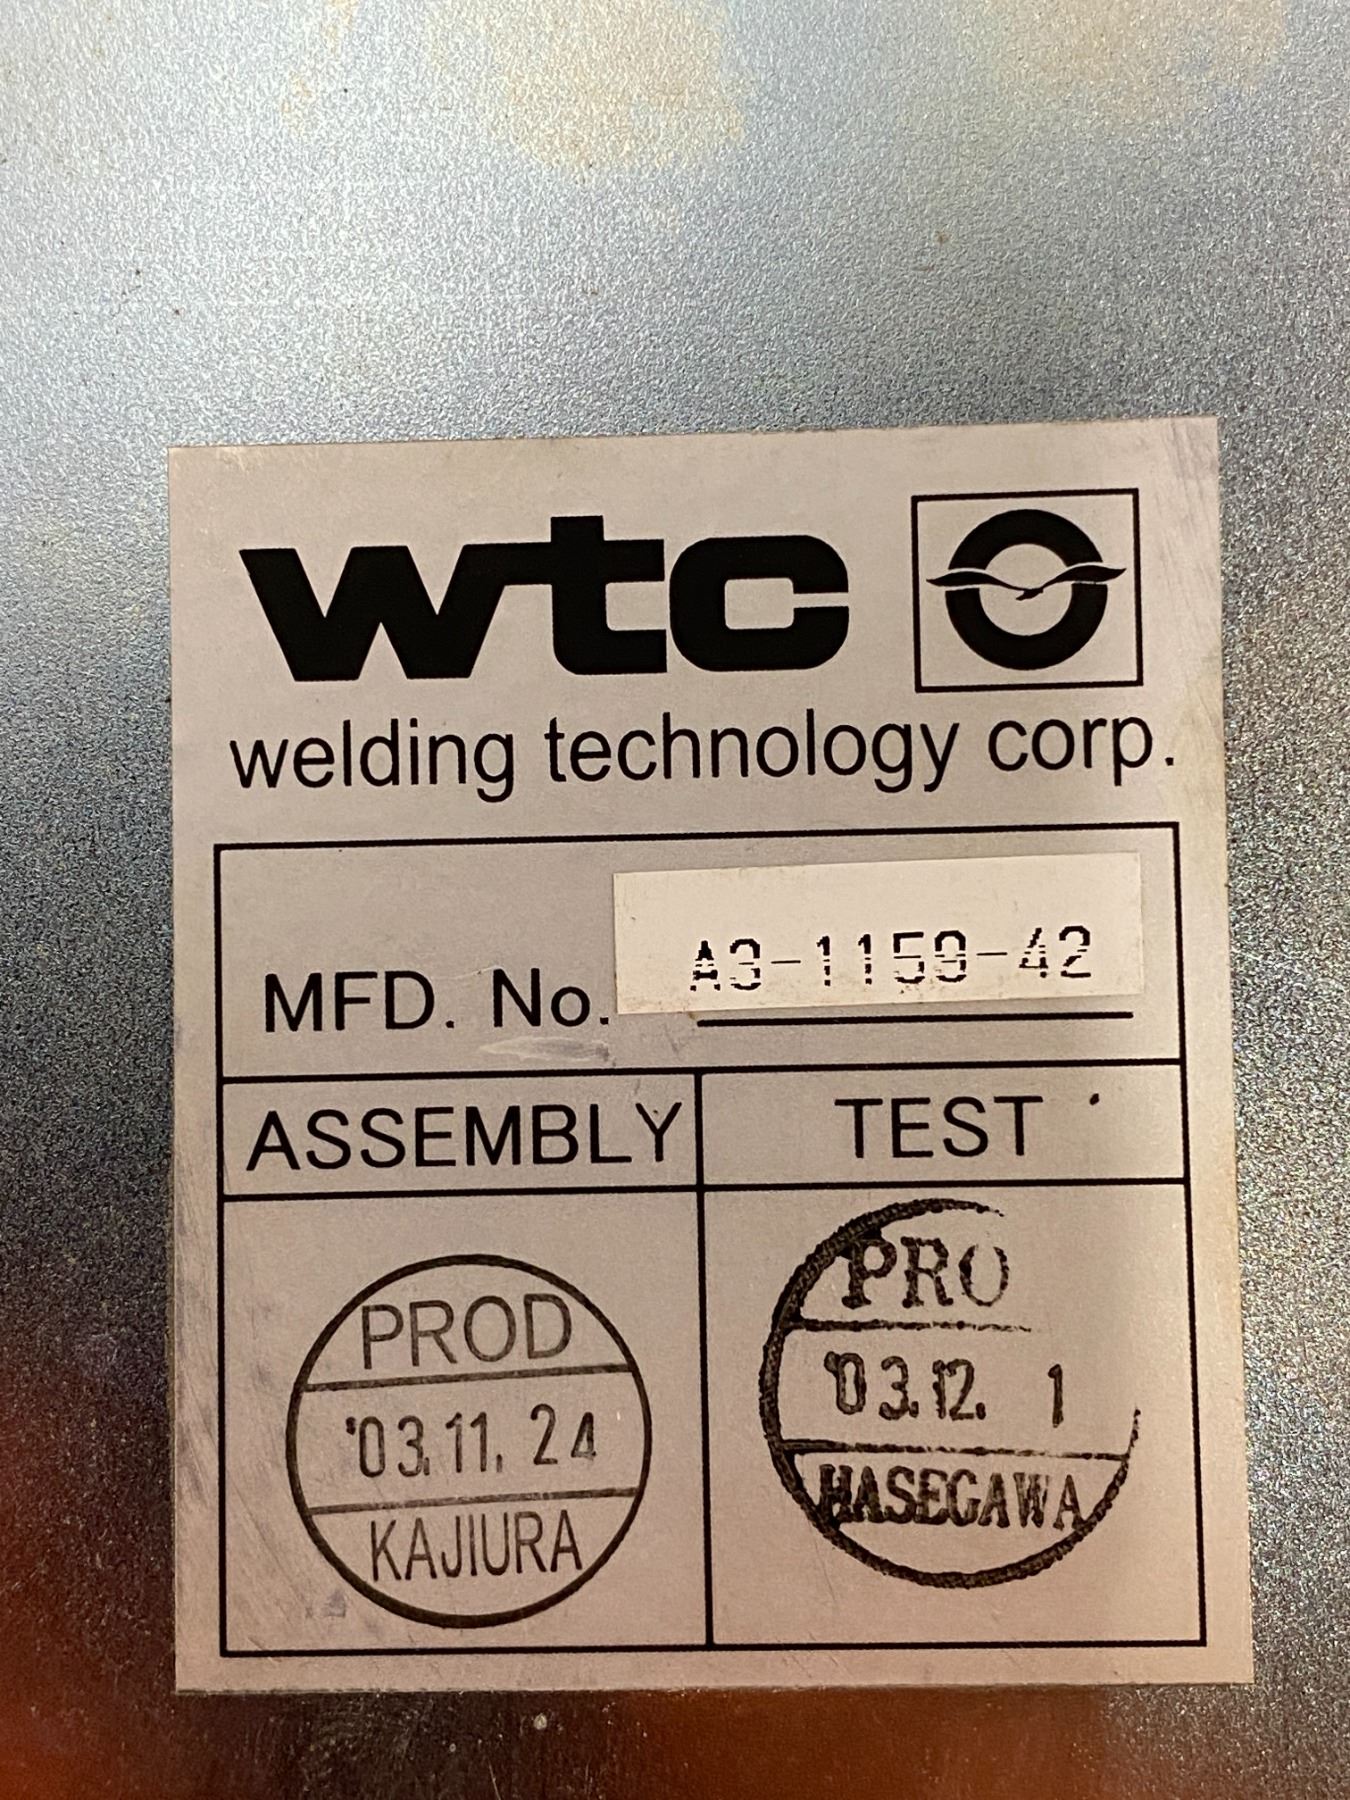 wtc
welding technology corp.
MFD. No. A3-1159-42
ASSEMBLY TEST
PROD
'03.11.24
KAJIURA
PRO
'03.12. 1
HASEGAWA